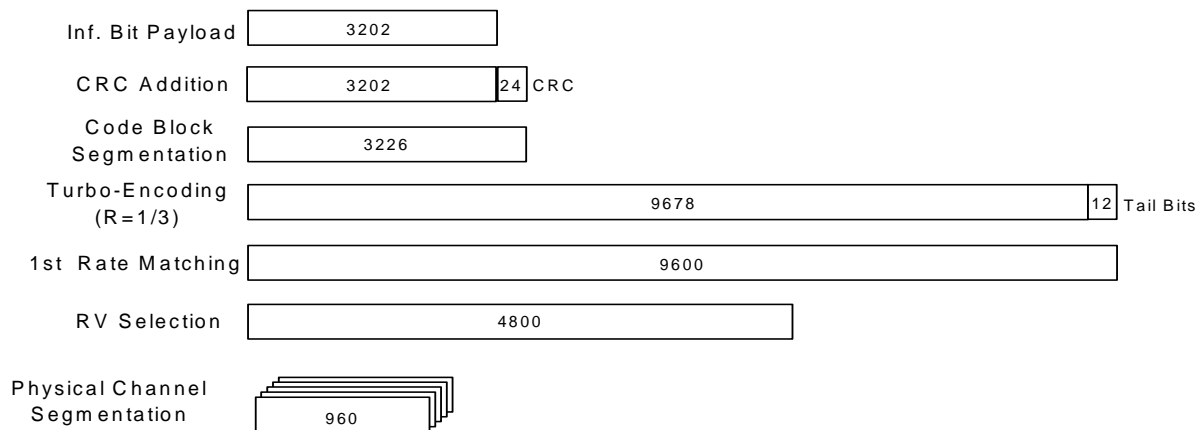 Inf. Bit Payload 3202
CRC Addition 3202 24 CRC
Code Block
Segmentation 3226
Turbo-Encoding
(R=1/3) 9678 12 Tail Bits
1st Rate Matching 9600
RV Selection 4800
Physical Channel
Segmentation 960